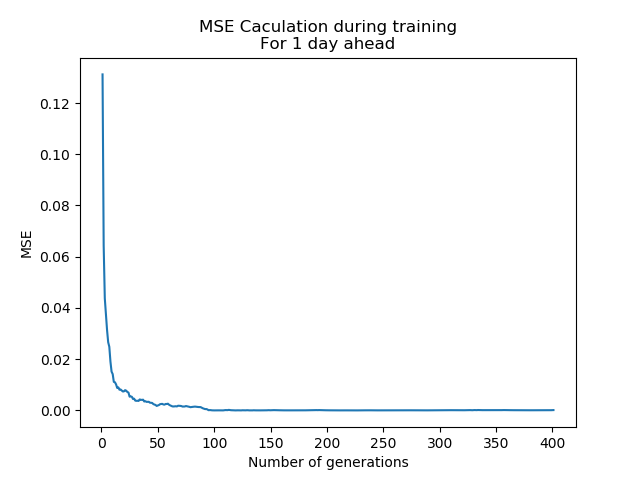 MSE Caculation during training
For 1 day ahead
0.12
0.10
0.08
0.06
0.04
0.02
0.00
MSE
0 50 100 150 200 250 300 350 400
Number of generations